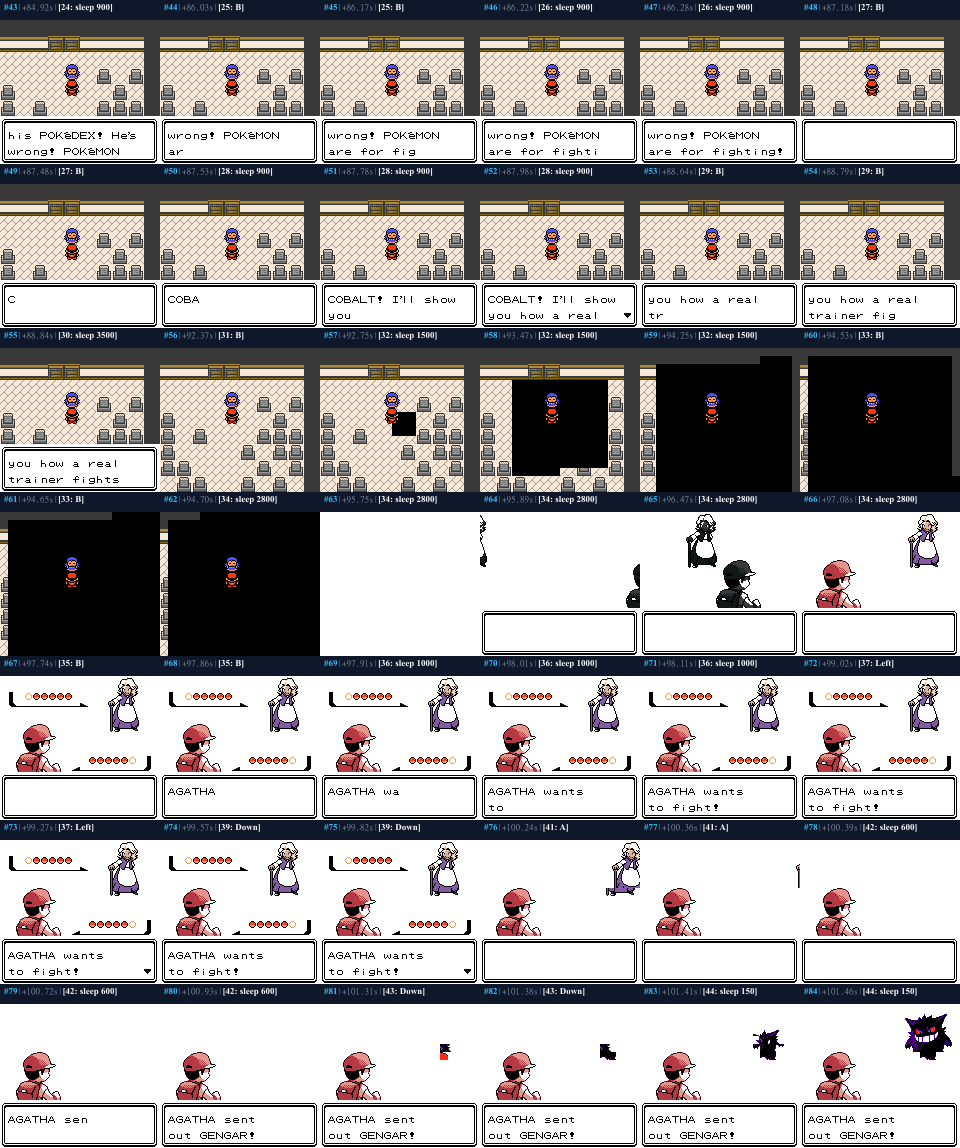 #43|+84.92s| [24: sleep 900]
#44|+86.03s| [25: B]
#45|+86.17s| [25: B]
#46|+86.22s| [26: sleep 900]
#47|+86.28s| [26: sleep 900]
#48|+87.18s| [27: B]
his POKéDEX! He's
wrong! POKéMON
wrong! POKéMON
ar
wrong! POKéMON
are for fig
wrong! POKéMON
are for fighti
wrong! POKéMON
are for fighting!
#49|+87.48s| [27: B]
#50|+87.53s| [28: sleep 900]
#51|+87.78s| [28: sleep 900]
#52|+87.98s| [28: sleep 900]
#53|+88.64s| [29: B]
#54|+88.79s| [29: B]
C
COBA
COBALT! I'll show
you
COBALT! I'll show
you how a real
you how a real
tr
you how a real
trainer fig
#55|+88.84s| [30: sleep 3500]
#56|+92.37s| [31: B]
#57|+92.75s| [32: sleep 1500]
#58|+93.47s| [32: sleep 1500]
#59|+94.25s| [32: sleep 1500]
#60|+94.53s| [33: B]
you how a real
trainer fights
#61|+94.65s| [33: B]
#62|+94.70s| [34: sleep 2800]
#63|+95.75s| [34: sleep 2800]
#64|+95.89s| [34: sleep 2800]
#65|+96.47s| [34: sleep 2800]
#66|+97.08s| [34: sleep 2800]
#67|+97.74s| [35: B]
#68|+97.86s| [35: B]
#69|+97.91s| [36: sleep 1000]
#70|+98.01s| [36: sleep 1000]
#71|+98.11s| [36: sleep 1000]
#72|+99.02s| [37: Left]
AGATHA
AGATHA wa
AGATHA wants
to
AGATHA wants
to fight!
AGATHA wants
to fight!
#73|+99.27s| [37: Left]
#74|+99.57s| [39: Down]
#75|+99.82s| [39: Down]
#76|+100.24s| [41: A]
#77|+100.36s| [41: A]
#78|+100.39s| [42: sleep 600]
AGATHA wants
to fight!
AGATHA wants
to fight!
AGATHA wants
to fight!
#79|+100.72s| [42: sleep 600]
#80|+100.93s| [42: sleep 600]
#81|+101.31s| [43: Down]
#82|+101.38s| [43: Down]
#83|+101.41s| [44: sleep 150]
#84|+101.46s| [44: sleep 150]
AGATHA sen
AGATHA sent
out GENGAR!
AGATHA sent
out GENGAR!
AGATHA sent
out GENGAR!
AGATHA sent
out GENGAR!
AGATHA sent
out GENGAR!